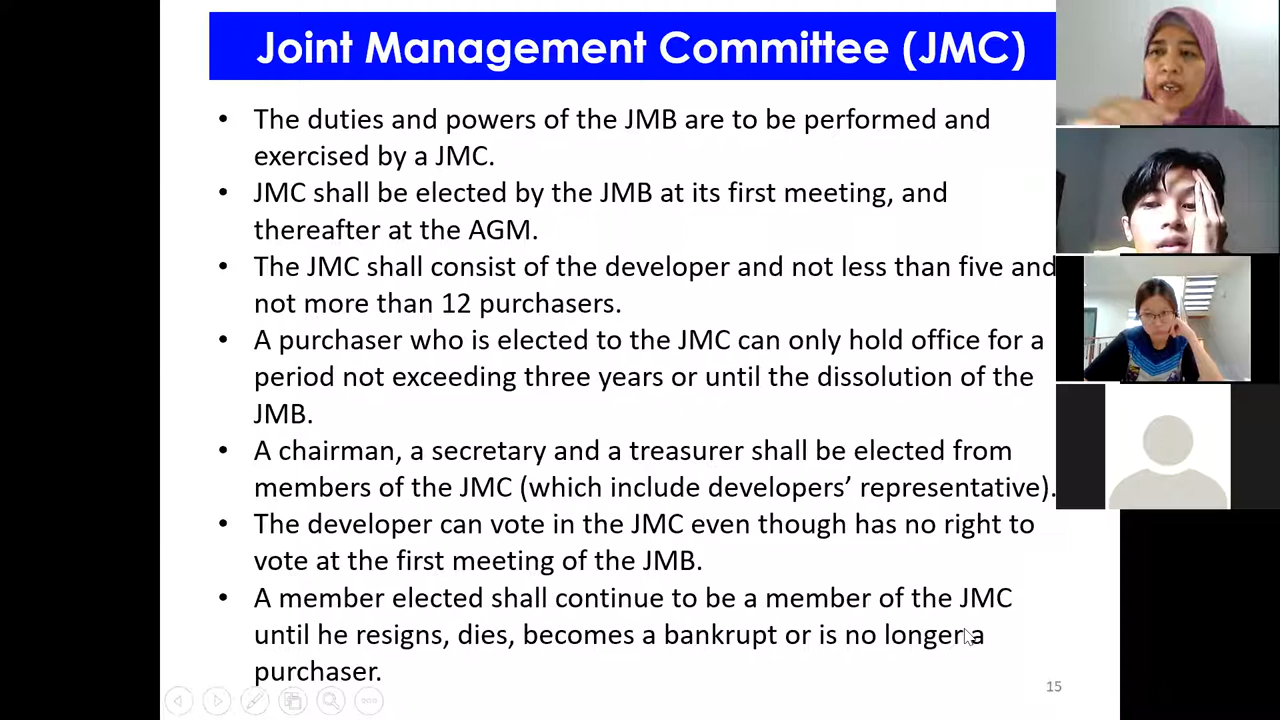 Joint Management Committee (JMC)
• The duties and powers of the JMB are to be performed and
exercised by a JMC.
• JMC shall be elected by the JMB at its first meeting, and
thereafter at the AGM.
• The JMC shall consist of the developer and not less than five and
not more than 12 purchasers.
• A purchaser who is elected to the JMC can only hold office for a
period not exceeding three years or until the dissolution of the
JMB.
• A chairman, a secretary and a treasurer shall be elected from
members of the JMC (which include developers’ representative).
• The developer can vote in the JMC even though has no right to
vote at the first meeting of the JMB.
• A member elected shall continue to be a member of the JMC
until he resigns, dies, becomes a bankrupt or is no longer a
purchaser.
15